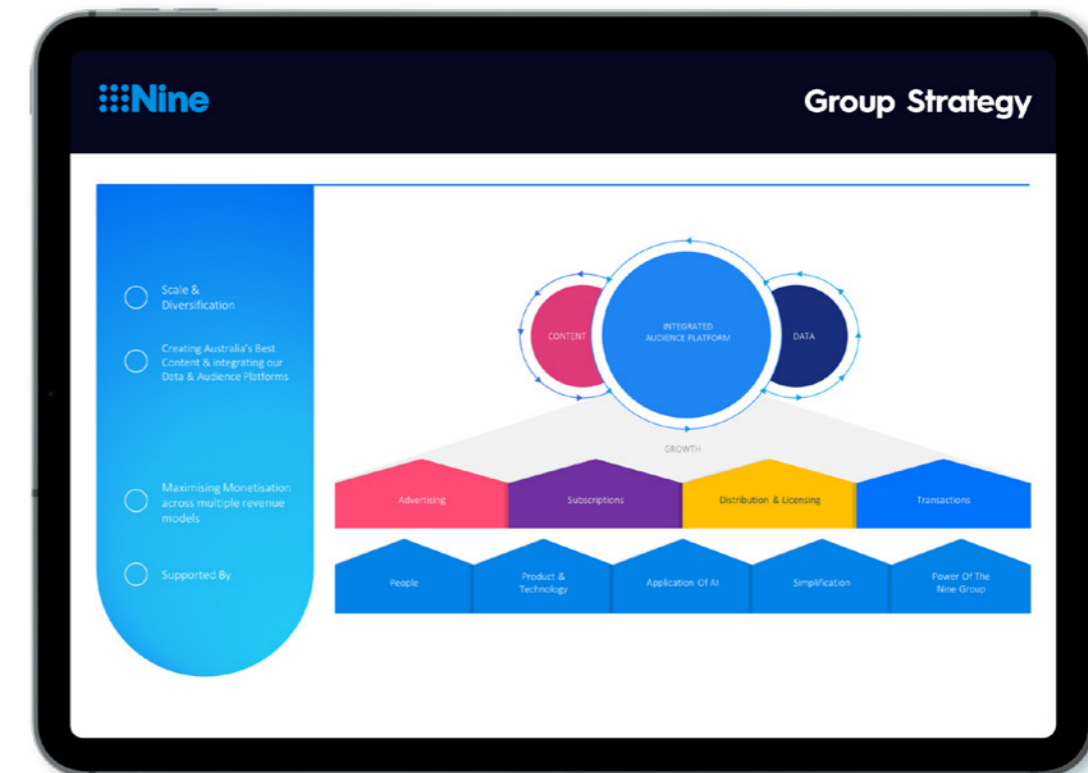 Nine
Group Strategy
Scale &
Diversification
Creating Australia's Best
Content & integrating our
Data & Audience Platforms
Maximising Monetisation
across multiple revenue
models
Supported By
CONTENT
INTEGRATED
AUDIENCE PLATFORM
DATA
GROWTH
Advertising
Subscriptions
Distribution & Licensing
Transactions
People
Product &
Technology
Application Of AI
Simplification
Power Of The
Nine Group